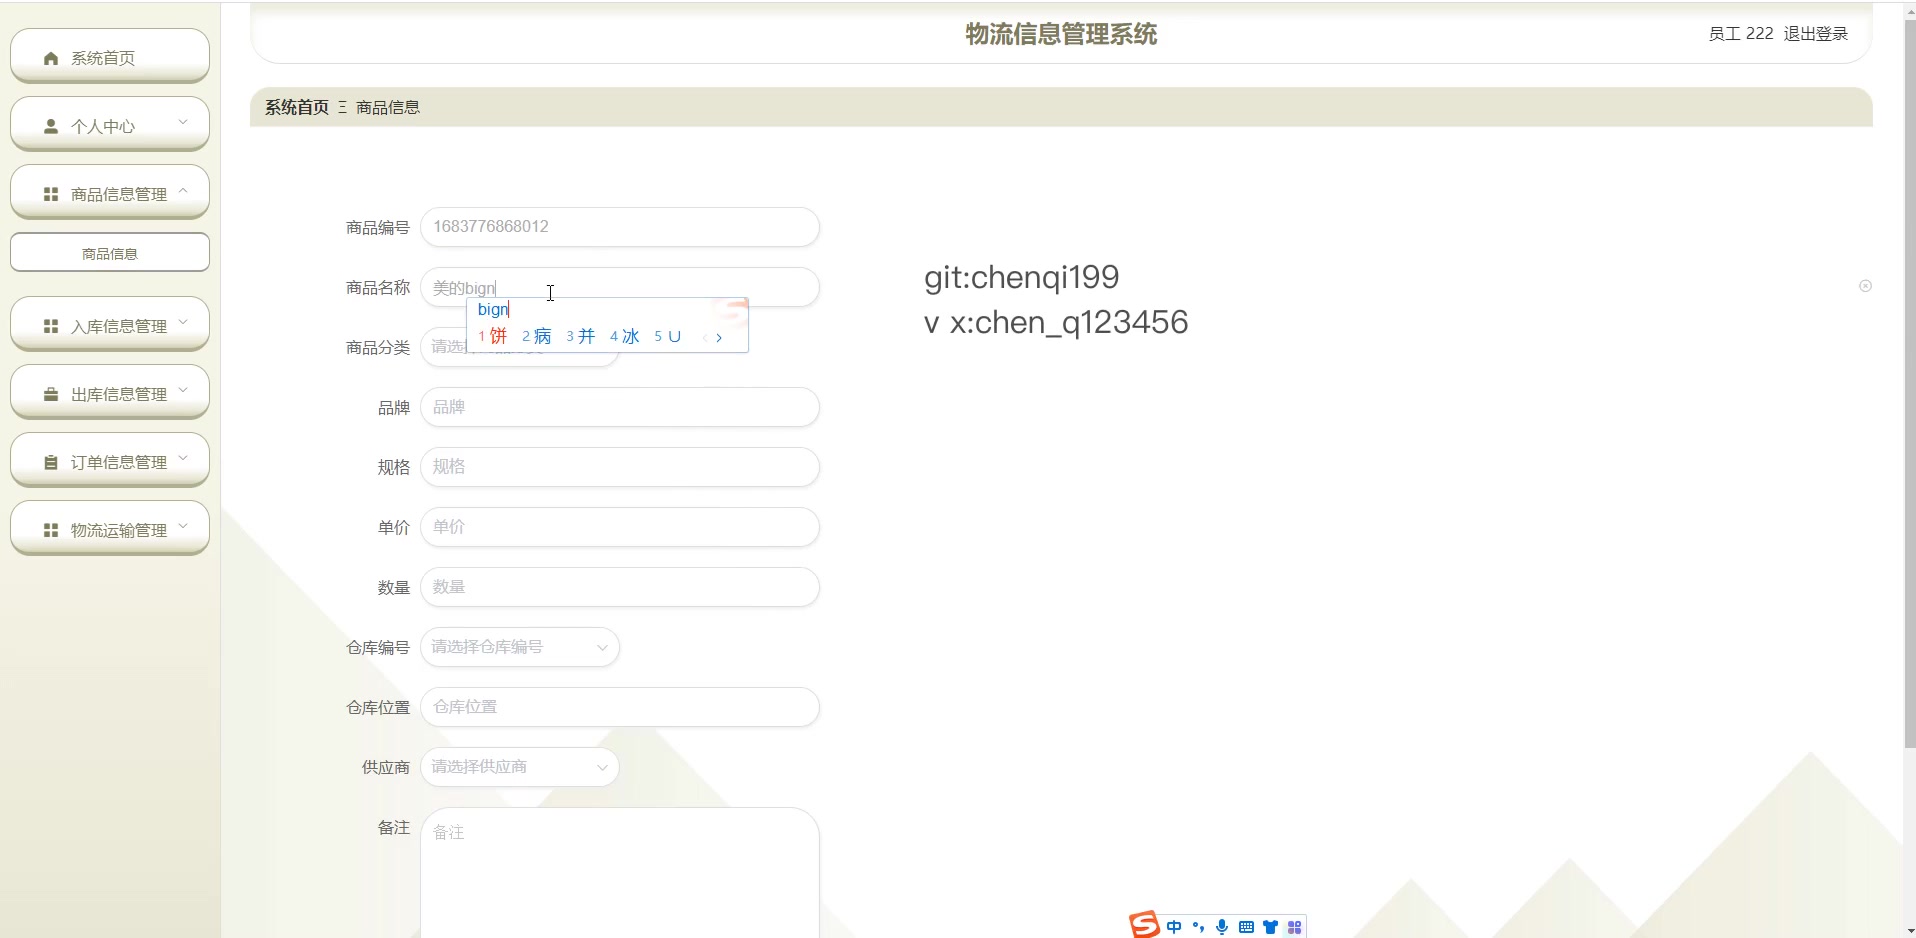 物流信息管理系统
员工 222 退出登录
系统首页
个人中心
商品信息管理
商品信息
入库信息管理
出库信息管理
订单信息管理
物流运输管理
系统首页 Ξ 商品信息
商品编号 1683776868012
商品名称 美的bign
bign
1 饼 2 病 3 并 4 冰 5 U
商品分类 请选择
品牌 品牌
规格 规格
单价 单价
数量 数量
仓库编号 请选择仓库编号
仓库位置 仓库位置
供应商 请选择供应商
备注 备注
git:chenqi199
v x:chen_q123456
S 中